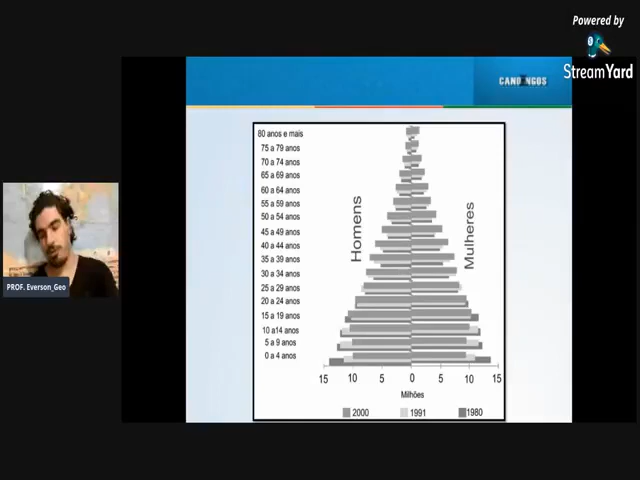 Powered by
StreamYard
CANDANGOS
80 anos e mais
75 a 79 anos
70 a 74 anos
65 a 69 anos
60 a 64 anos
55 a 59 anos
50 a 54 anos
45 a 49 anos
40 a 44 anos
35 a 39 anos
30 a 34 anos
25 a 29 anos
20 a 24 anos
15 a 19 anos
10 a14 anos
5 a 9 anos
0 a 4 anos
Homens
Mulheres
PROF. Everson_Geo
15 10 5 0 5 10 15
Milhões
2000 1991 1980